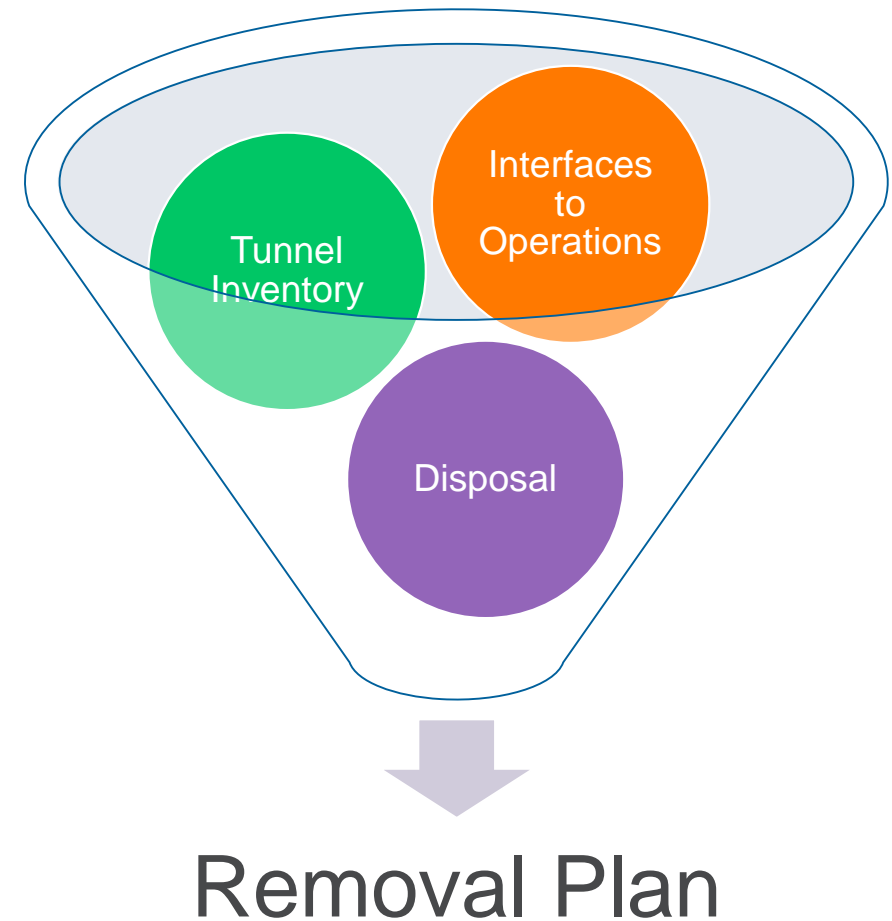 Interfaces
to
Operations
Tunnel
Inventory
Disposal
Removal Plan